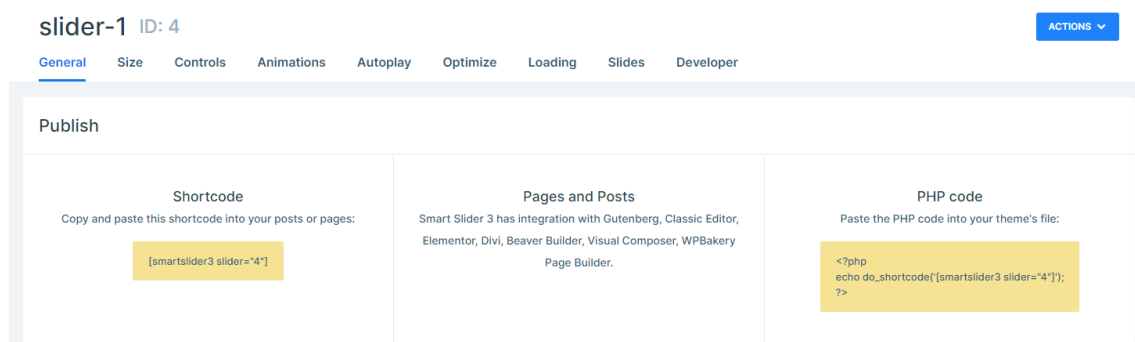 slider-1 ID: 4
ACTIONS
General Size Controls Animations Autoplay Optimize Loading Slides Developer
Publish
Shortcode
Copy and paste this shortcode into your posts or pages:
[smartslider3 slider="4"]
Pages and Posts
Smart Slider 3 has integration with Gutenberg, Classic Editor,
Elementor, Divi, Beaver Builder, Visual Composer, WPBakery
Page Builder.
PHP code
Paste the PHP code into your theme's file:
<?php
echo do_shortcode('[smartslider3 slider="4"]');
?>